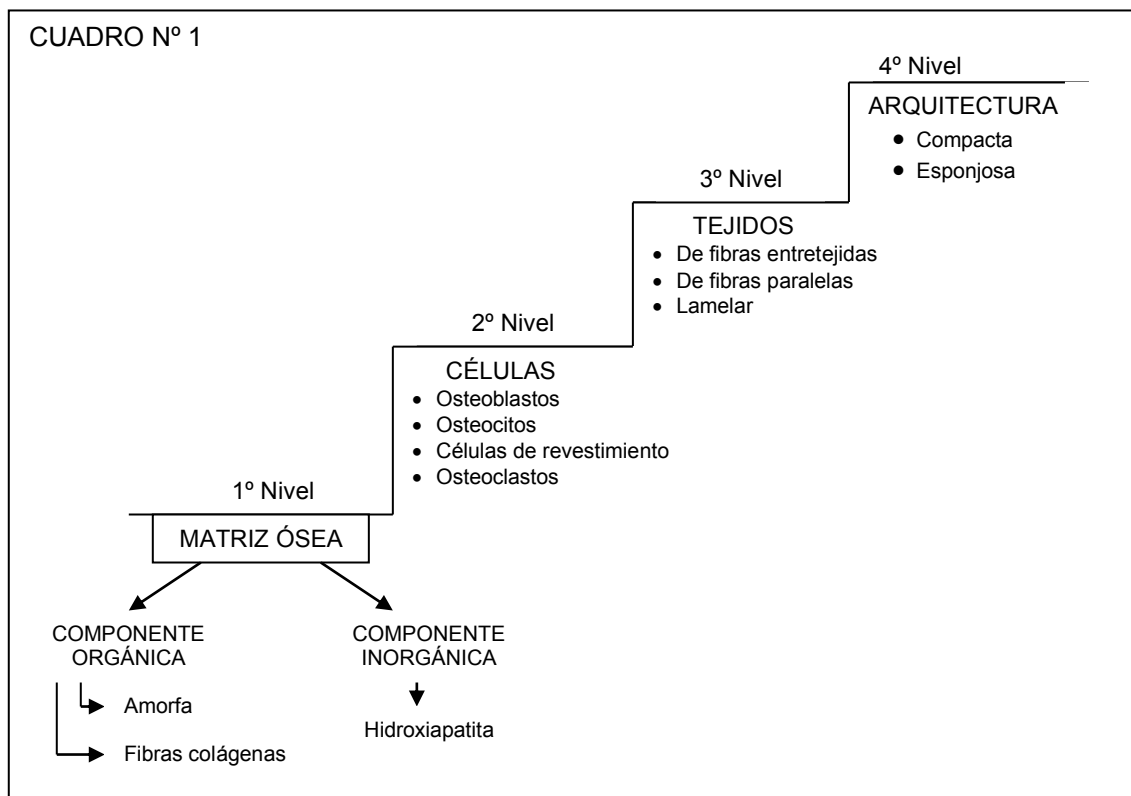 CUADRO Nº 1
4º Nivel
ARQUITECTURA
• Compacta
• Esponjosa
3º Nivel
TEJIDOS
• De fibras entretejidas
• De fibras paralelas
• Lamelar
2º Nivel
CÉLULAS
• Osteoblastos
• Osteocitos
• Células de revestimiento
• Osteoclastos
1º Nivel
MATRIZ ÓSEA
COMPONENTE
ORGÁNICA
Amorfa
Fibras colágenas
COMPONENTE
INORGÁNICA
Hidroxiapatita